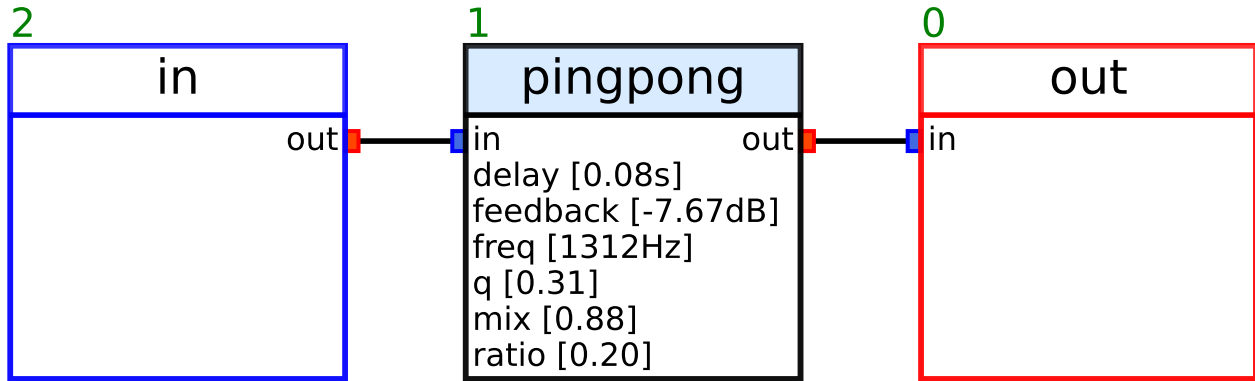 2
1
0
in
pingpong
out
out
in
out
in
delay [0.08s]
feedback [-7.67dB]
freq [1312Hz]
q [0.31]
mix [0.88]
ratio [0.20]